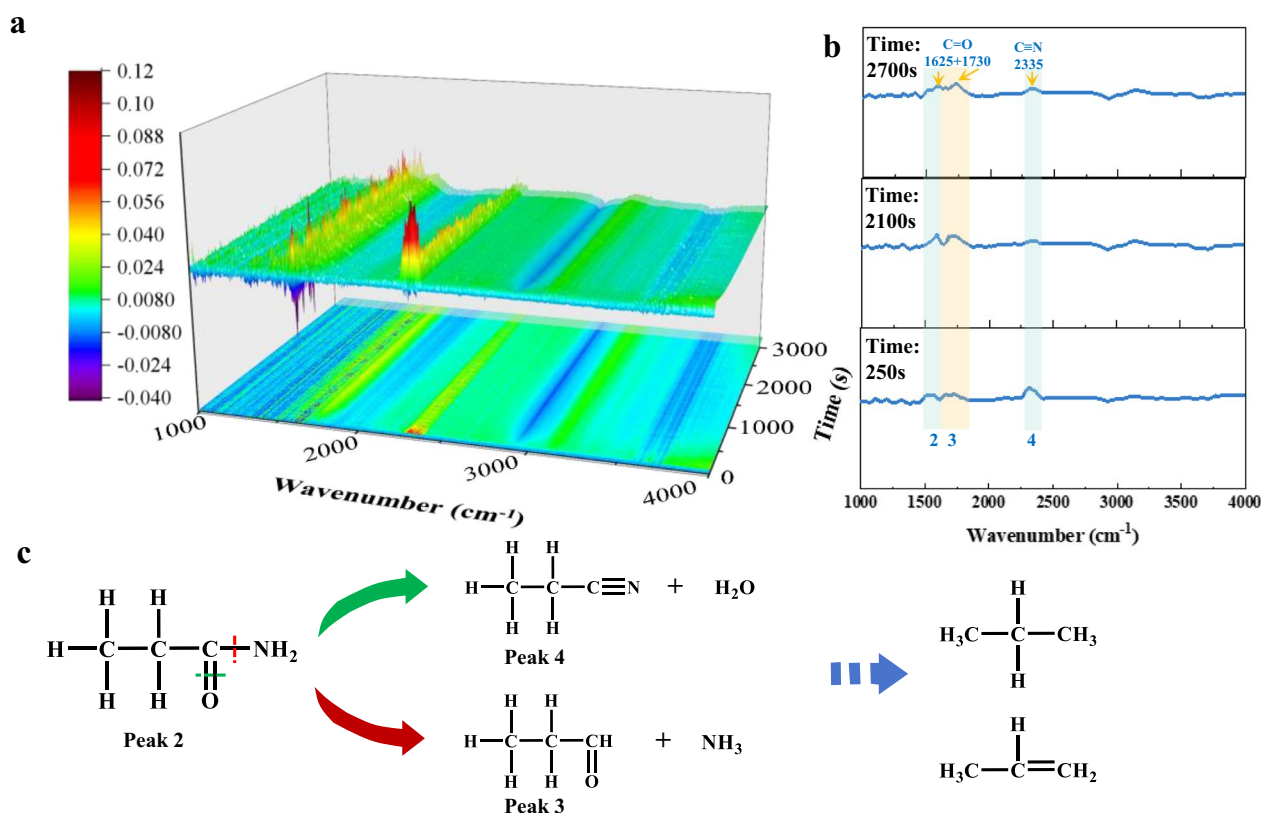 a
0.12
0.10
0.088
0.072
0.056
0.040
0.024
0.0080
-0.0080
-0.024
-0.040
1000
2000
3000
4000
Wavenumber (cm⁻¹)
0
1000
2000
3000
Time (s)
b
Time:
2700s
C=O
1625+1730
C≡N
2335
Time:
2100s
Time:
250s
2 3 4
1000 1500 2000 2500 3000 3500 4000
Wavenumber (cm⁻¹)
c
H H
H C C C NH₂
H H O
Peak 2
H H
H C C C≡N + H₂O
H H
Peak 4
H H
H C C CH + NH₃
H H O
Peak 3
H
H₃C C CH₃
H
H
H₃C C=CH₂